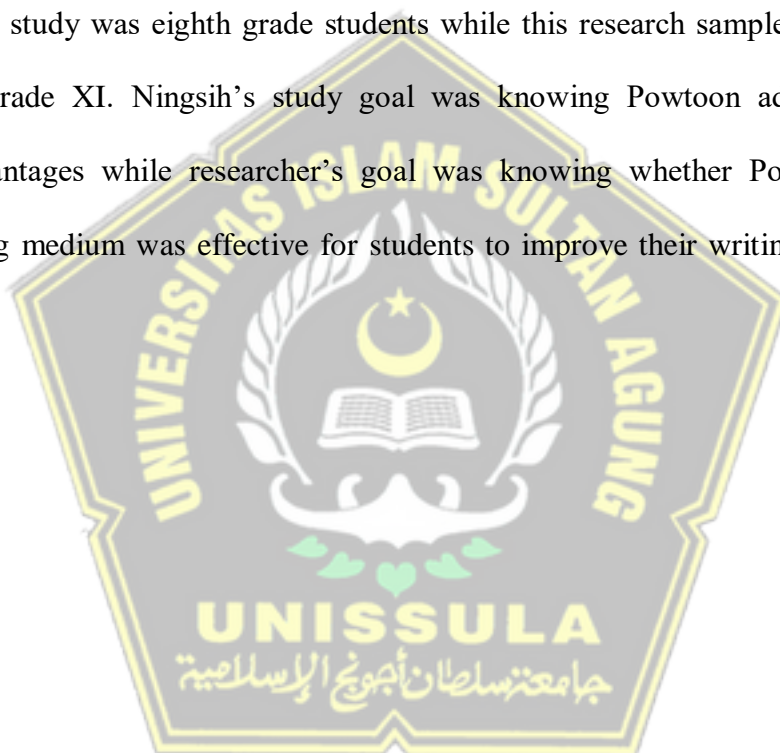 study was eighth grade students while this research sample
rade XI. Ningsih's study goal was knowing Powtoon ad
antages while researcher's goal was knowing whether Po
g medium was effective for students to improve their writin
UNIVERSITAS ISLAM SULTAN AGUNG
UNISSULA
جامعة سلطان أجونج الإسلامية